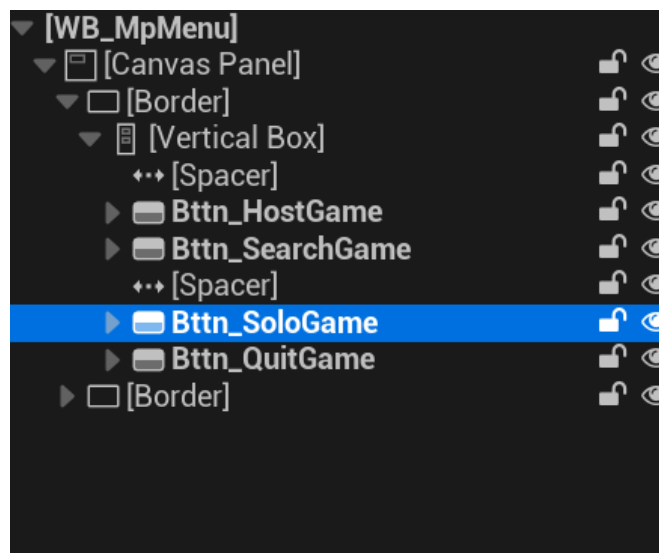 [WB_MpMenu]
[Canvas Panel]
[Border]
[Vertical Box]
[Spacer]
Bttn_HostGame
Bttn_SearchGame
[Spacer]
Bttn_SoloGame
Bttn_QuitGame
[Border]